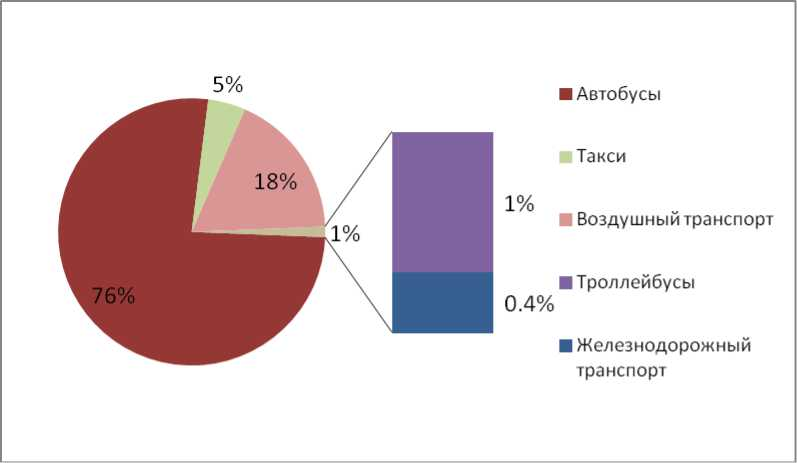 5%
18%
1%
76%
1%
0.4%
Автобусы
Такси
Воздушный транспорт
Троллейбусы
Железнодорожный
транспорт